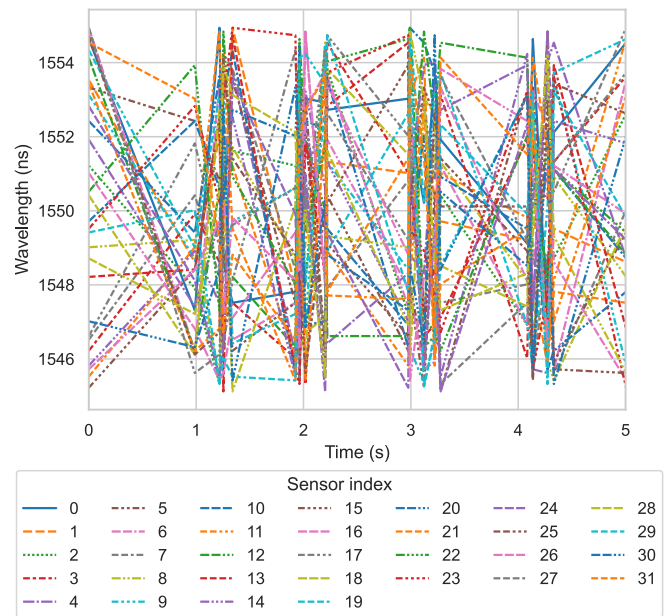 1554
1552
1550
1548
1546
Wavelength (ns)
0 1 2 3 4 5
Time (s)
Sensor index
0 5 10 15 20 24 28
1 6 11 16 21 25 29
2 7 12 17 22 26 30
3 8 13 18 23 27 31
4 9 14 19